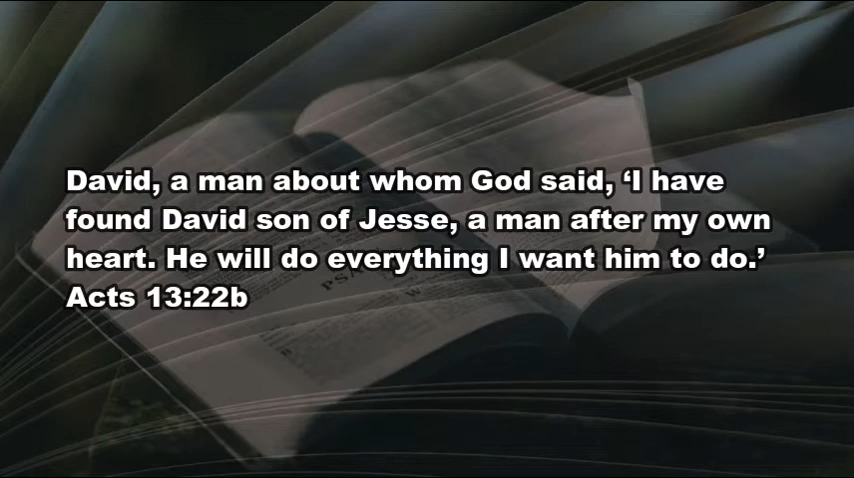 David, a man about whom God said, ‘I have
found David son of Jesse, a man after my own
heart. He will do everything I want him to do.’
Acts 13:22b